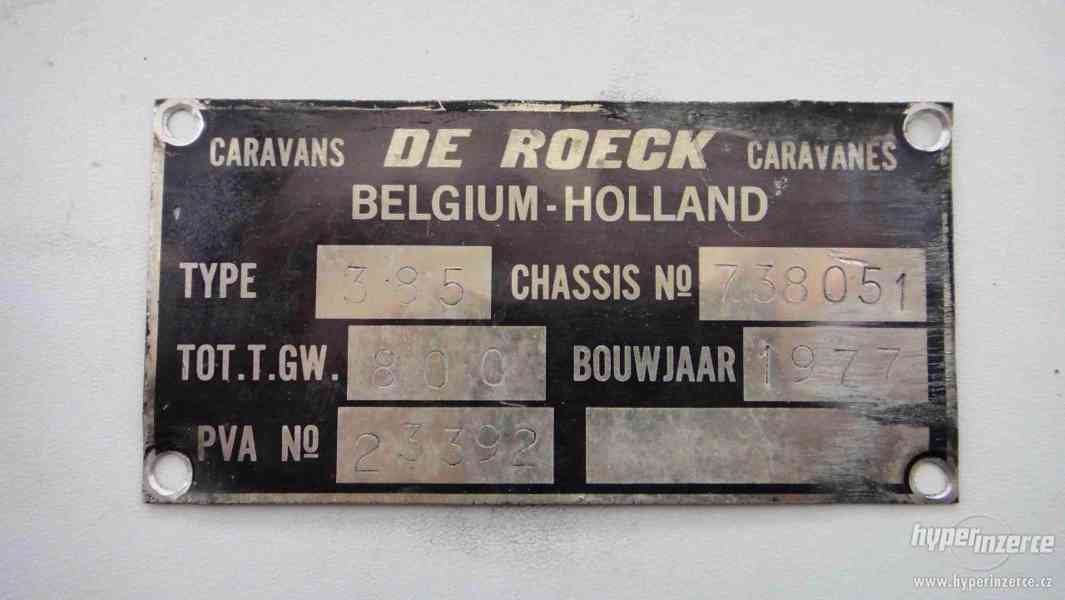 CARAVANS DE ROECK CARAVANES
BELGIUM-HOLLAND
TYPE 385 CHASSIS Nº 738051
TOT.T.GW. 800 BOUWJAAR 1977
PVA Nº 23392
hyperinzerce
www.hyperinzerce.cz